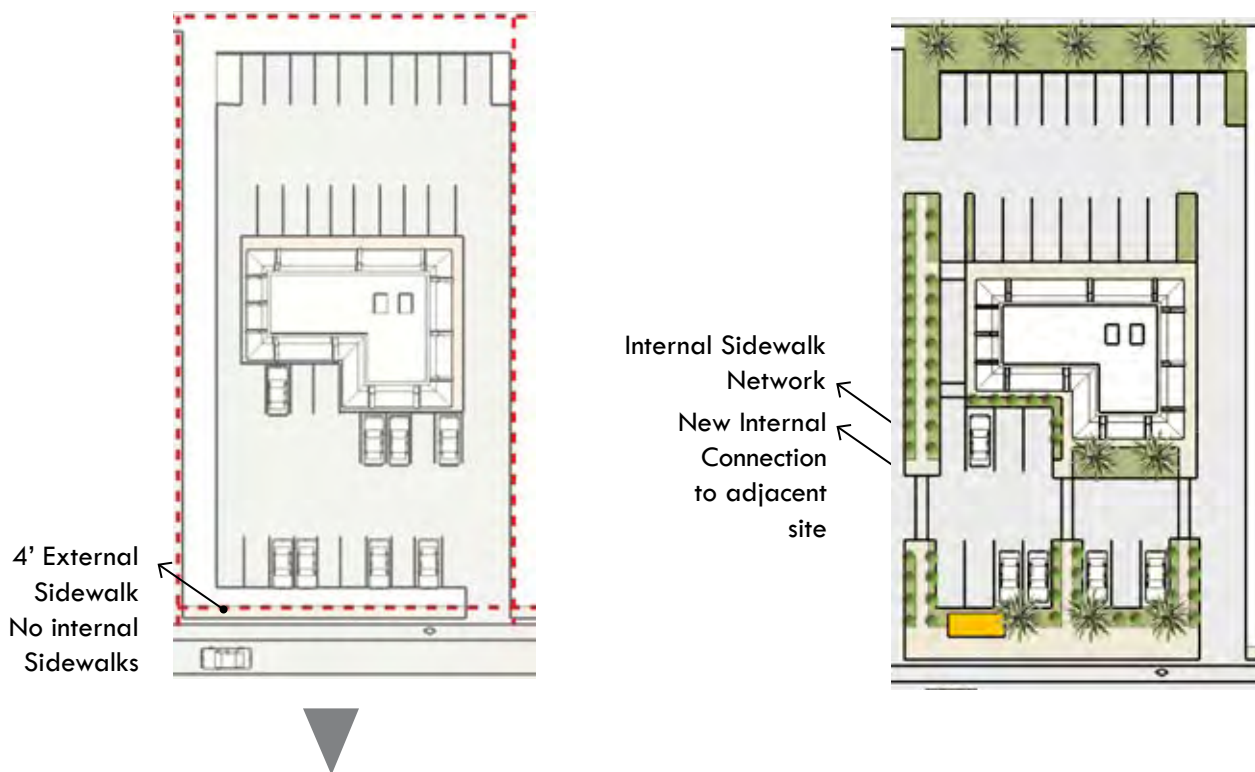 4’ External
Sidewalk
No internal
Sidewalks
Internal Sidewalk
Network
New Internal
Connection
to adjacent
site